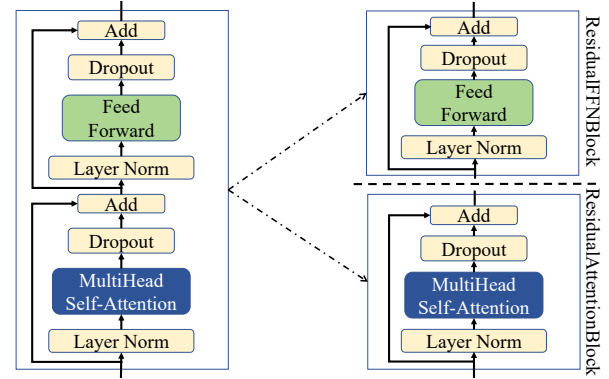 Add
Dropout
Feed
Forward
Layer Norm
Add
Dropout
MultiHead
Self-Attention
Layer Norm
Add
Dropout
Feed
Forward
Layer Norm
ResidualFFNBlock
Add
Dropout
MultiHead
Self-Attention
Layer Norm
ResidualAttentionBlock